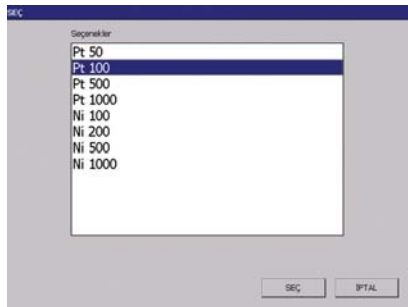 SEÇ
Seçenekler
Pt 50
Pt 100
Pt 500
Pt 1000
Ni 100
Ni 200
Ni 500
Ni 1000
SEÇ
İPTAL